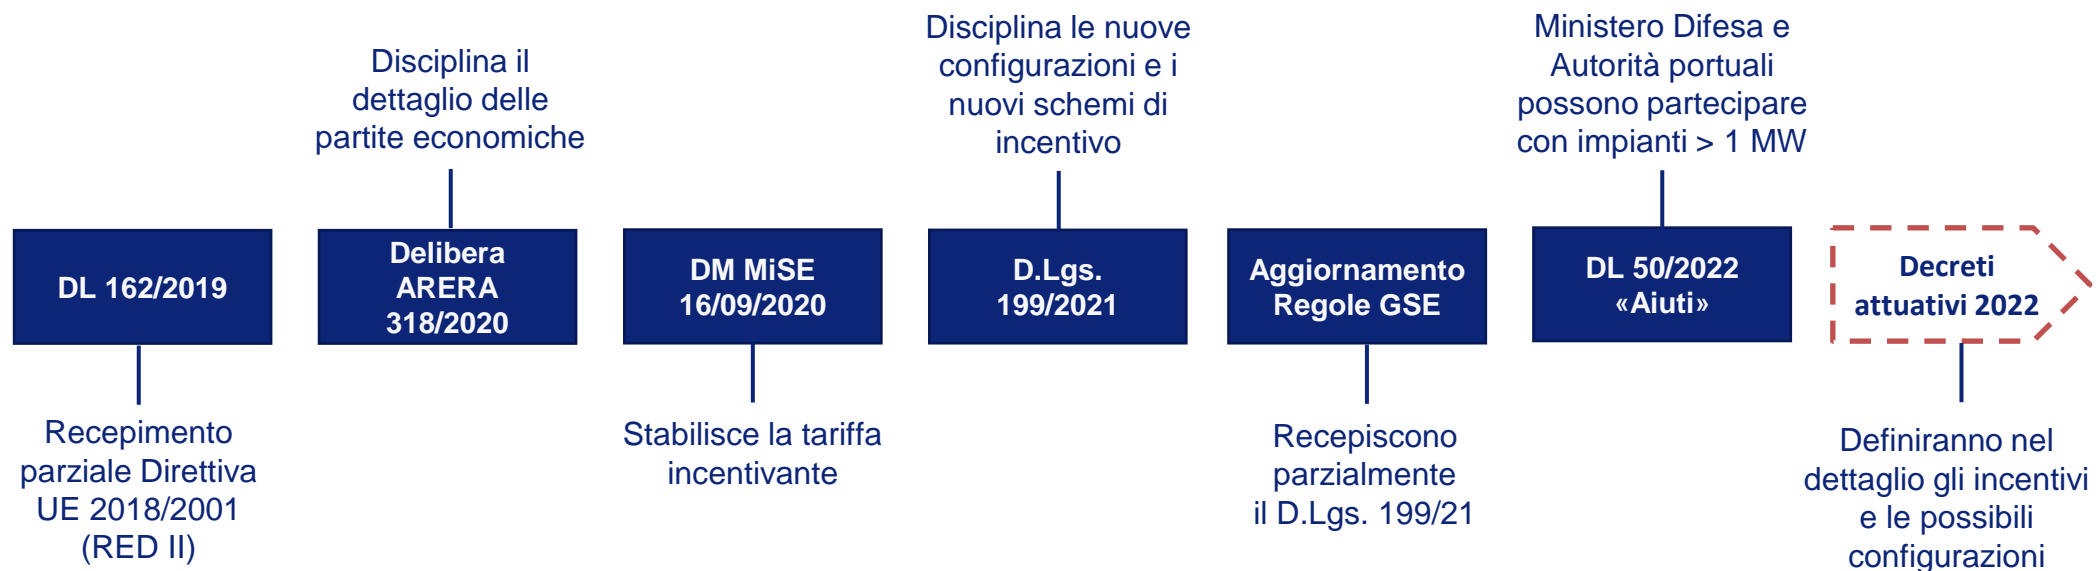 Disciplina il
dettaglio delle
partite economiche
Disciplina le nuove
configurazioni e i
nuovi schemi di
incentivo
Ministero Difesa e
Autorità portuali
possono partecipare
con impianti > 1 MW
DL 162/2019
Delibera
ARERA
318/2020
DM MiSE
16/09/2020
D.Lgs.
199/2021
Aggiornamento
Regole GSE
DL 50/2022
«Aiuti»
Decreti
attuativi 2022
Recepimento
parziale Direttiva
UE 2018/2001
(RED II)
Stabilisce la tariffa
incentivante
Recepiscono
parzialmente
il D.Lgs. 199/21
Definiranno nel
dettaglio gli incentivi
e le possibili
configurazioni